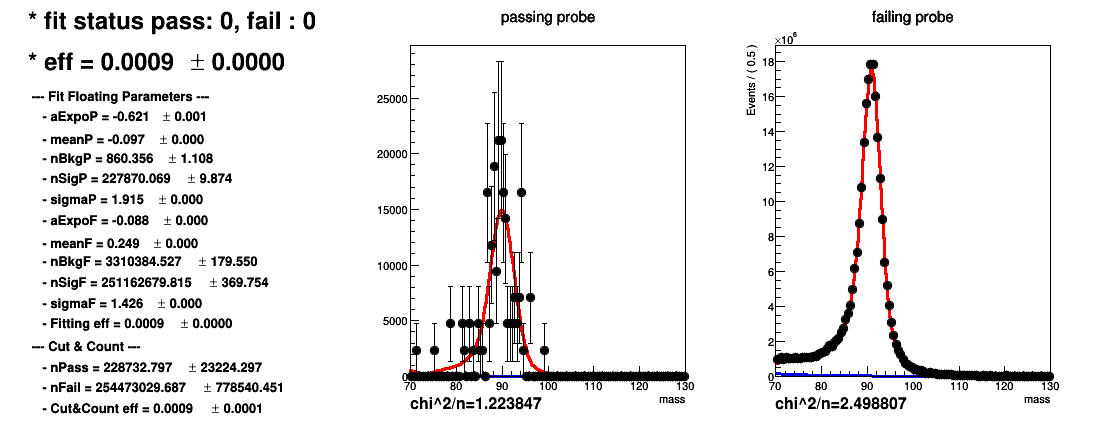 * fit status pass: 0, fail : 0
* eff = 0.0009 ± 0.0000
--- Fit Floating Parameters ---
- aExpoP = -0.621 ± 0.001
- meanP = -0.097 ± 0.000
- nBkgP = 860.356 ± 1.108
- nSigP = 227870.069 ± 9.874
- sigmaP = 1.915 ± 0.000
- aExpoF = -0.088 ± 0.000
- meanF = 0.249 ± 0.000
- nBkgF = 3310384.527 ± 179.550
- nSigF = 251162679.815 ± 369.754
- sigmaF = 1.426 ± 0.000
- Fitting eff = 0.0009 ± 0.0000
--- Cut & Count ---
- nPass = 228732.797 ± 23224.297
- nFail = 254473029.687 ± 778540.451
- Cut&Count eff = 0.0009 ± 0.0001
passing probe
25000
20000
15000
10000
5000
0
70 80 90 100 110 120 130
mass
chi^2/n=1.223847
failing probe
×10^6
Events / ( 0.5 )
18
16
14
12
10
8
6
4
2
0
70 80 90 100 110 120 130
mass
chi^2/n=2.498807